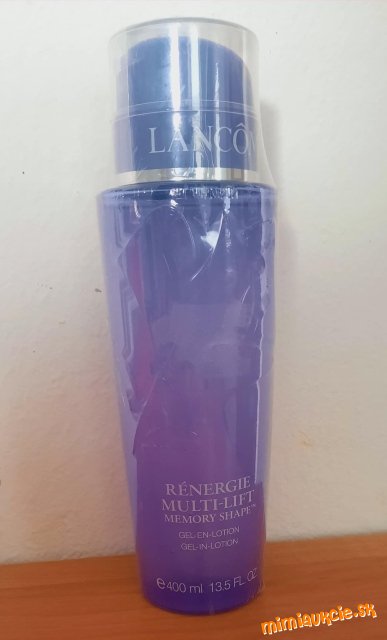 LANCÔM
RÉNERGIE
MULTI-LIFT
MEMORY SHAPE™
GEL-EN-LOTION
GEL-IN-LOTION
e 400 ml 13.5 FL OZ
mimiaukcie.sk